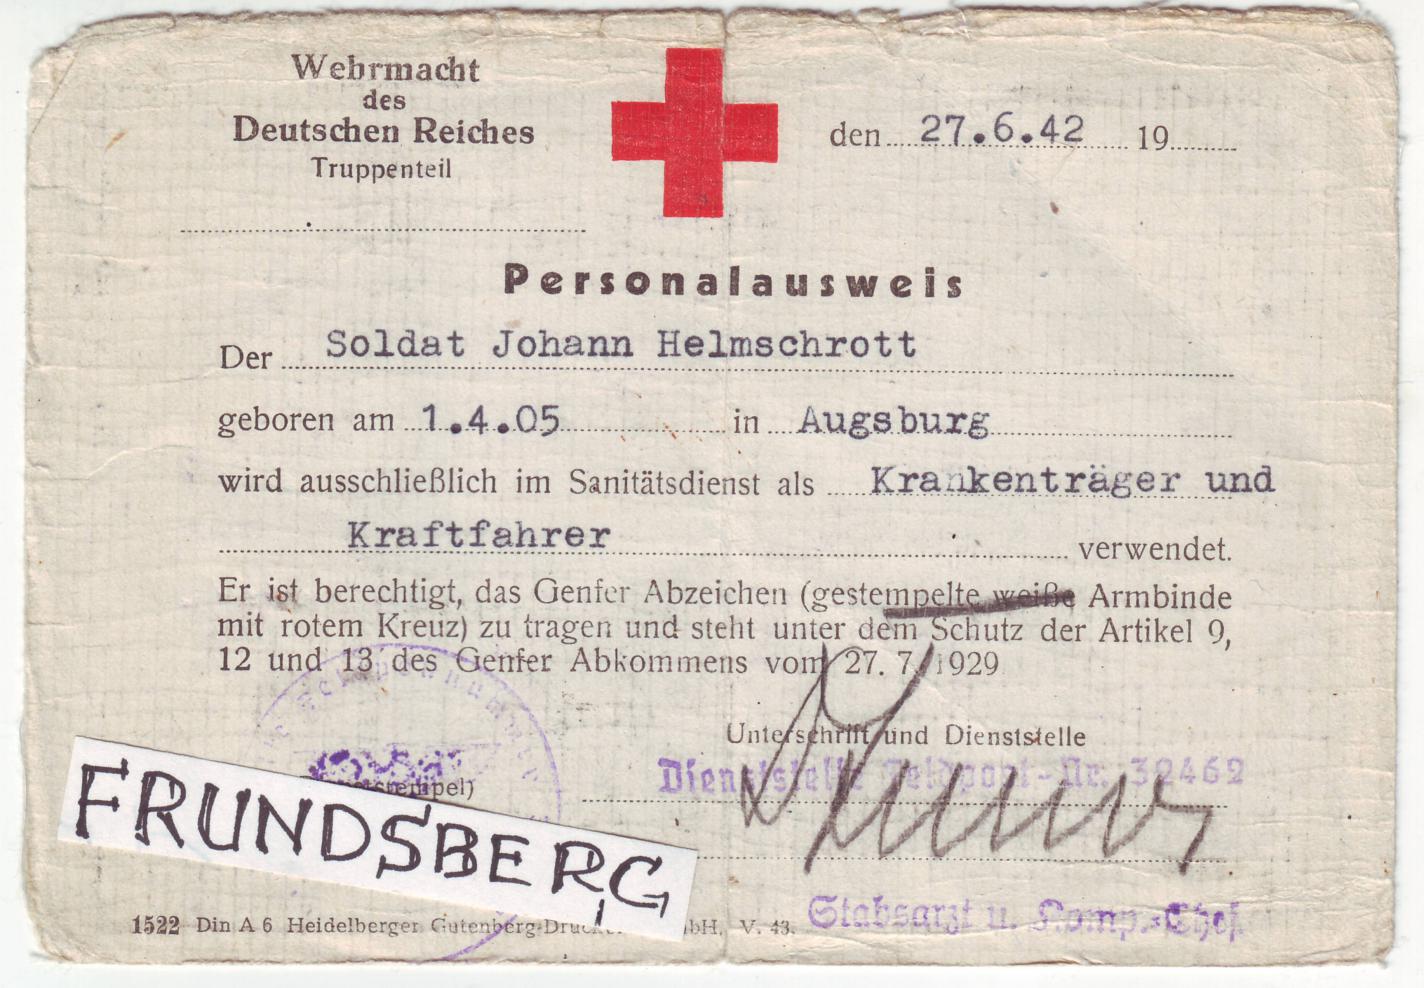 Wehrmacht
des
Deutschen Reiches
Truppenteil
den 27.6.42 19
Personalausweis
Der Soldat Johann Helmschrott
geboren am 1.4.05 in Augsburg
wird ausschließlich im Sanitätsdienst als Krankenträger und
Kraftfahrer verwendet.
Er ist berechtigt, das Genfer Abzeichen (gestempelte weiße Armbinde
mit rotem Kreuz) zu tragen und steht unter dem Schutz der Artikel 9,
12 und 13 des Genfer Abkommens vom 27. 7. 1929
Unterschrift und Dienststelle
Dienststelle Feldpost-Nr. 32462
FRUNDSBERG
Stabsarzt u. Komp.-Chef.
1522 Din A 6 Heidelberger Gutenberg-Drucke V. 43.